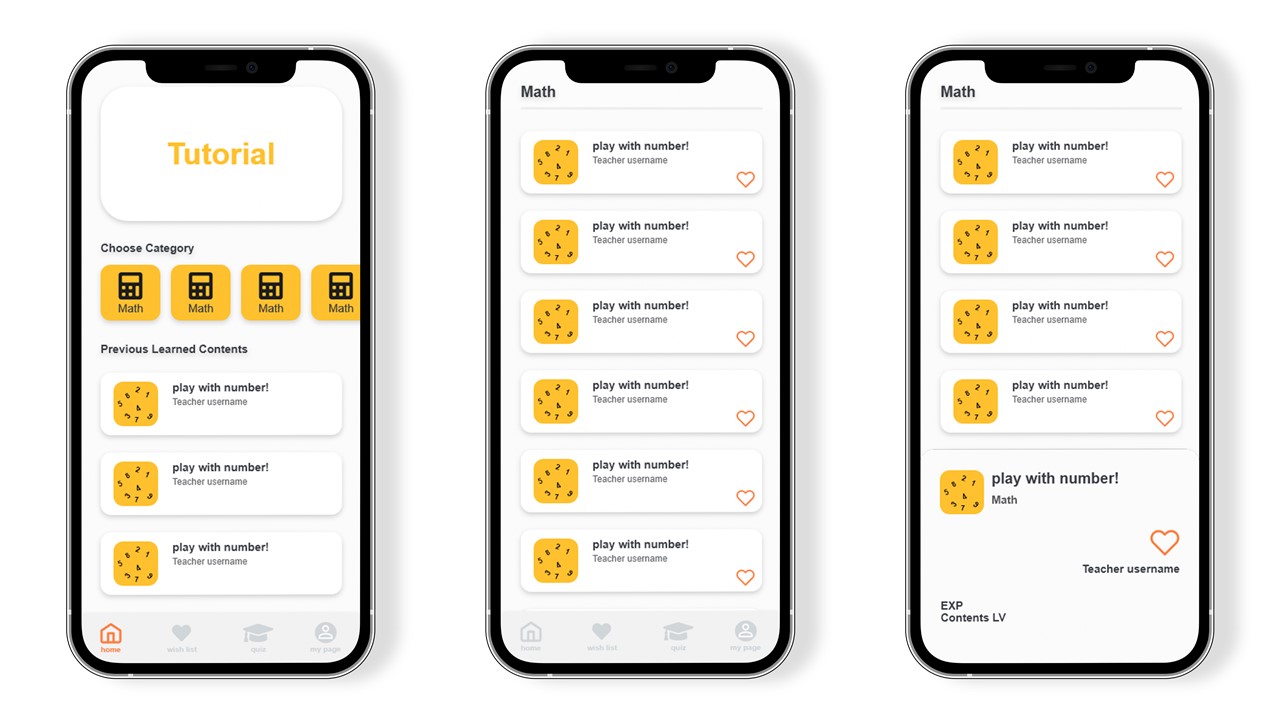 Tutorial
Choose Category
Math
Math
Math
Math
Previous Learned Contents
play with number!
Teacher username
play with number!
Teacher username
play with number!
Teacher username
home
wish list
quiz
my page
Math
play with number!
Teacher username
play with number!
Teacher username
play with number!
Teacher username
play with number!
Teacher username
play with number!
Teacher username
play with number!
Teacher username
home
wish list
quiz
my page
Math
play with number!
Teacher username
play with number!
Teacher username
play with number!
Teacher username
play with number!
Teacher username
play with number!
Math
Teacher username
EXP
Contents LV